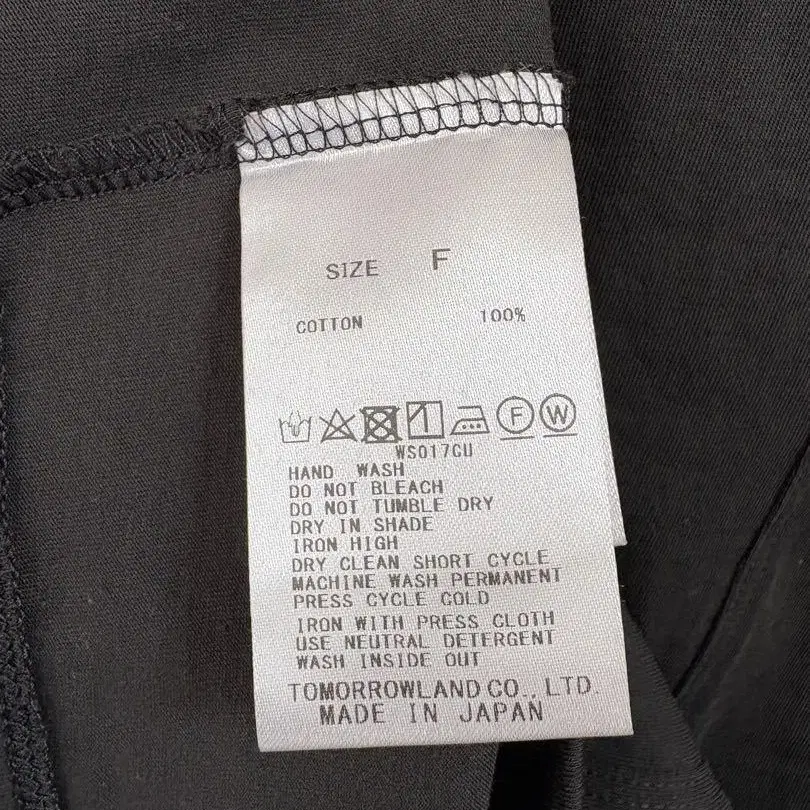 SIZE F
COTTON 100%
F W
WS017CU
HAND WASH
DO NOT BLEACH
DO NOT TUMBLE DRY
DRY IN SHADE
IRON HIGH
DRY CLEAN SHORT CYCLE
MACHINE WASH PERMANENT
PRESS CYCLE COLD
IRON WITH PRESS CLOTH
USE NEUTRAL DETERGENT
WASH INSIDE OUT
TOMORROWLAND CO., LTD.
MADE IN JAPAN